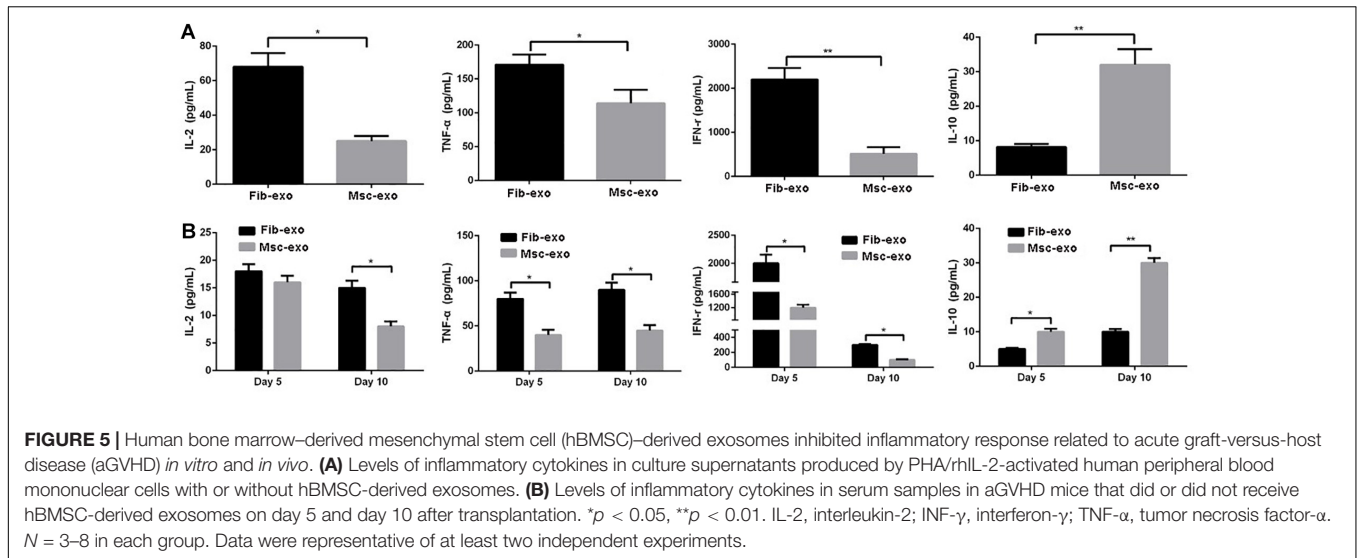 A
IL-2 (pg/mL)
80
60
40
20
0
*
Fib-exo Msc-exo
TNF-α (pg/mL)
200
150
100
50
0
*
Fib-exo Msc-exo
IFN-r (pg/mL)
3000
2000
1000
0
**
Fib-exo Msc-exo
IL-10 (pg/mL)
40
30
20
10
0
**
Fib-exo Msc-exo
B
IL-2 (pg/mL)
25
20
15
10
5
0
Fib-exo
Msc-exo
*
Day 5 Day 10
TNF-α (pg/mL)
150
100
50
0
Fib-exo
Msc-exo
*
*
Day 5 Day 10
IFN-r (pg/mL)
2500
2000
1600
1200
400
200
0
Fib-exo
Msc-exo
*
*
Day 5 Day 10
IL-10 (pg/mL)
40
30
20
10
0
Fib-exo
Msc-exo
*
**
Day 5 Day 10
FIGURE 5 | Human bone marrow–derived mesenchymal stem cell (hBMSC)–derived exosomes inhibited inflammatory response related to acute graft-versus-host
disease (aGVHD) in vitro and in vivo. (A) Levels of inflammatory cytokines in culture supernatants produced by PHA/rhIL-2-activated human peripheral blood
mononuclear cells with or without hBMSC-derived exosomes. (B) Levels of inflammatory cytokines in serum samples in aGVHD mice that did or did not receive
hBMSC-derived exosomes on day 5 and day 10 after transplantation. *p < 0.05, **p < 0.01. IL-2, interleukin-2; INF-γ, interferon-γ; TNF-α, tumor necrosis factor-α.
N = 3–8 in each group. Data were representative of at least two independent experiments.